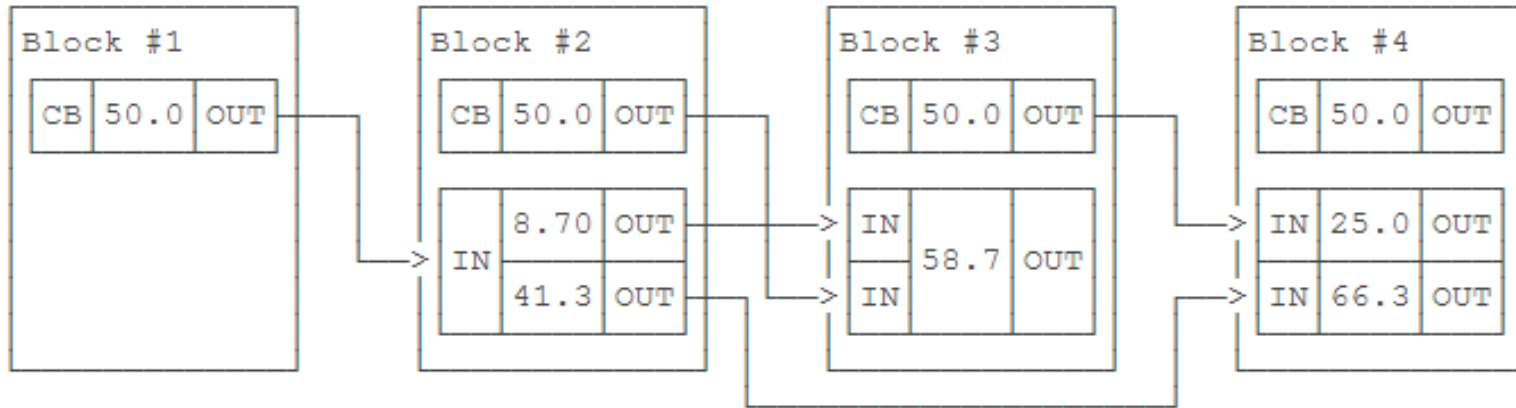 Block #1 Block #2 Block #3 Block #4
CB 50.0 OUT CB 50.0 OUT CB 50.0 OUT CB 50.0 OUT
8.70 OUT > IN > IN 25.0 OUT
> IN 58.7 OUT
41.3 OUT > IN > IN 66.3 OUT